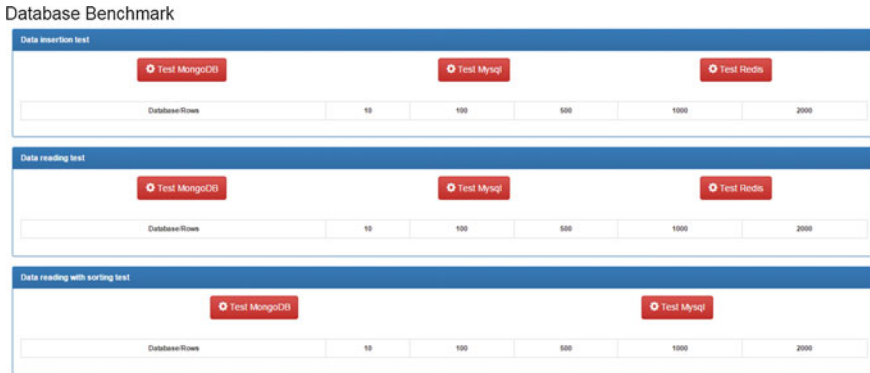 Database Benchmark
Data insertion test
Test MongoDB Test Mysql Test Redis
Database/Rows 10 100 500 1000 2000
Data reading test
Test MongoDB Test Mysql Test Redis
Database/Rows 10 100 500 1000 2000
Data reading with sorting test
Test MongoDB Test Mysql
Database/Rows 10 100 500 1000 2000